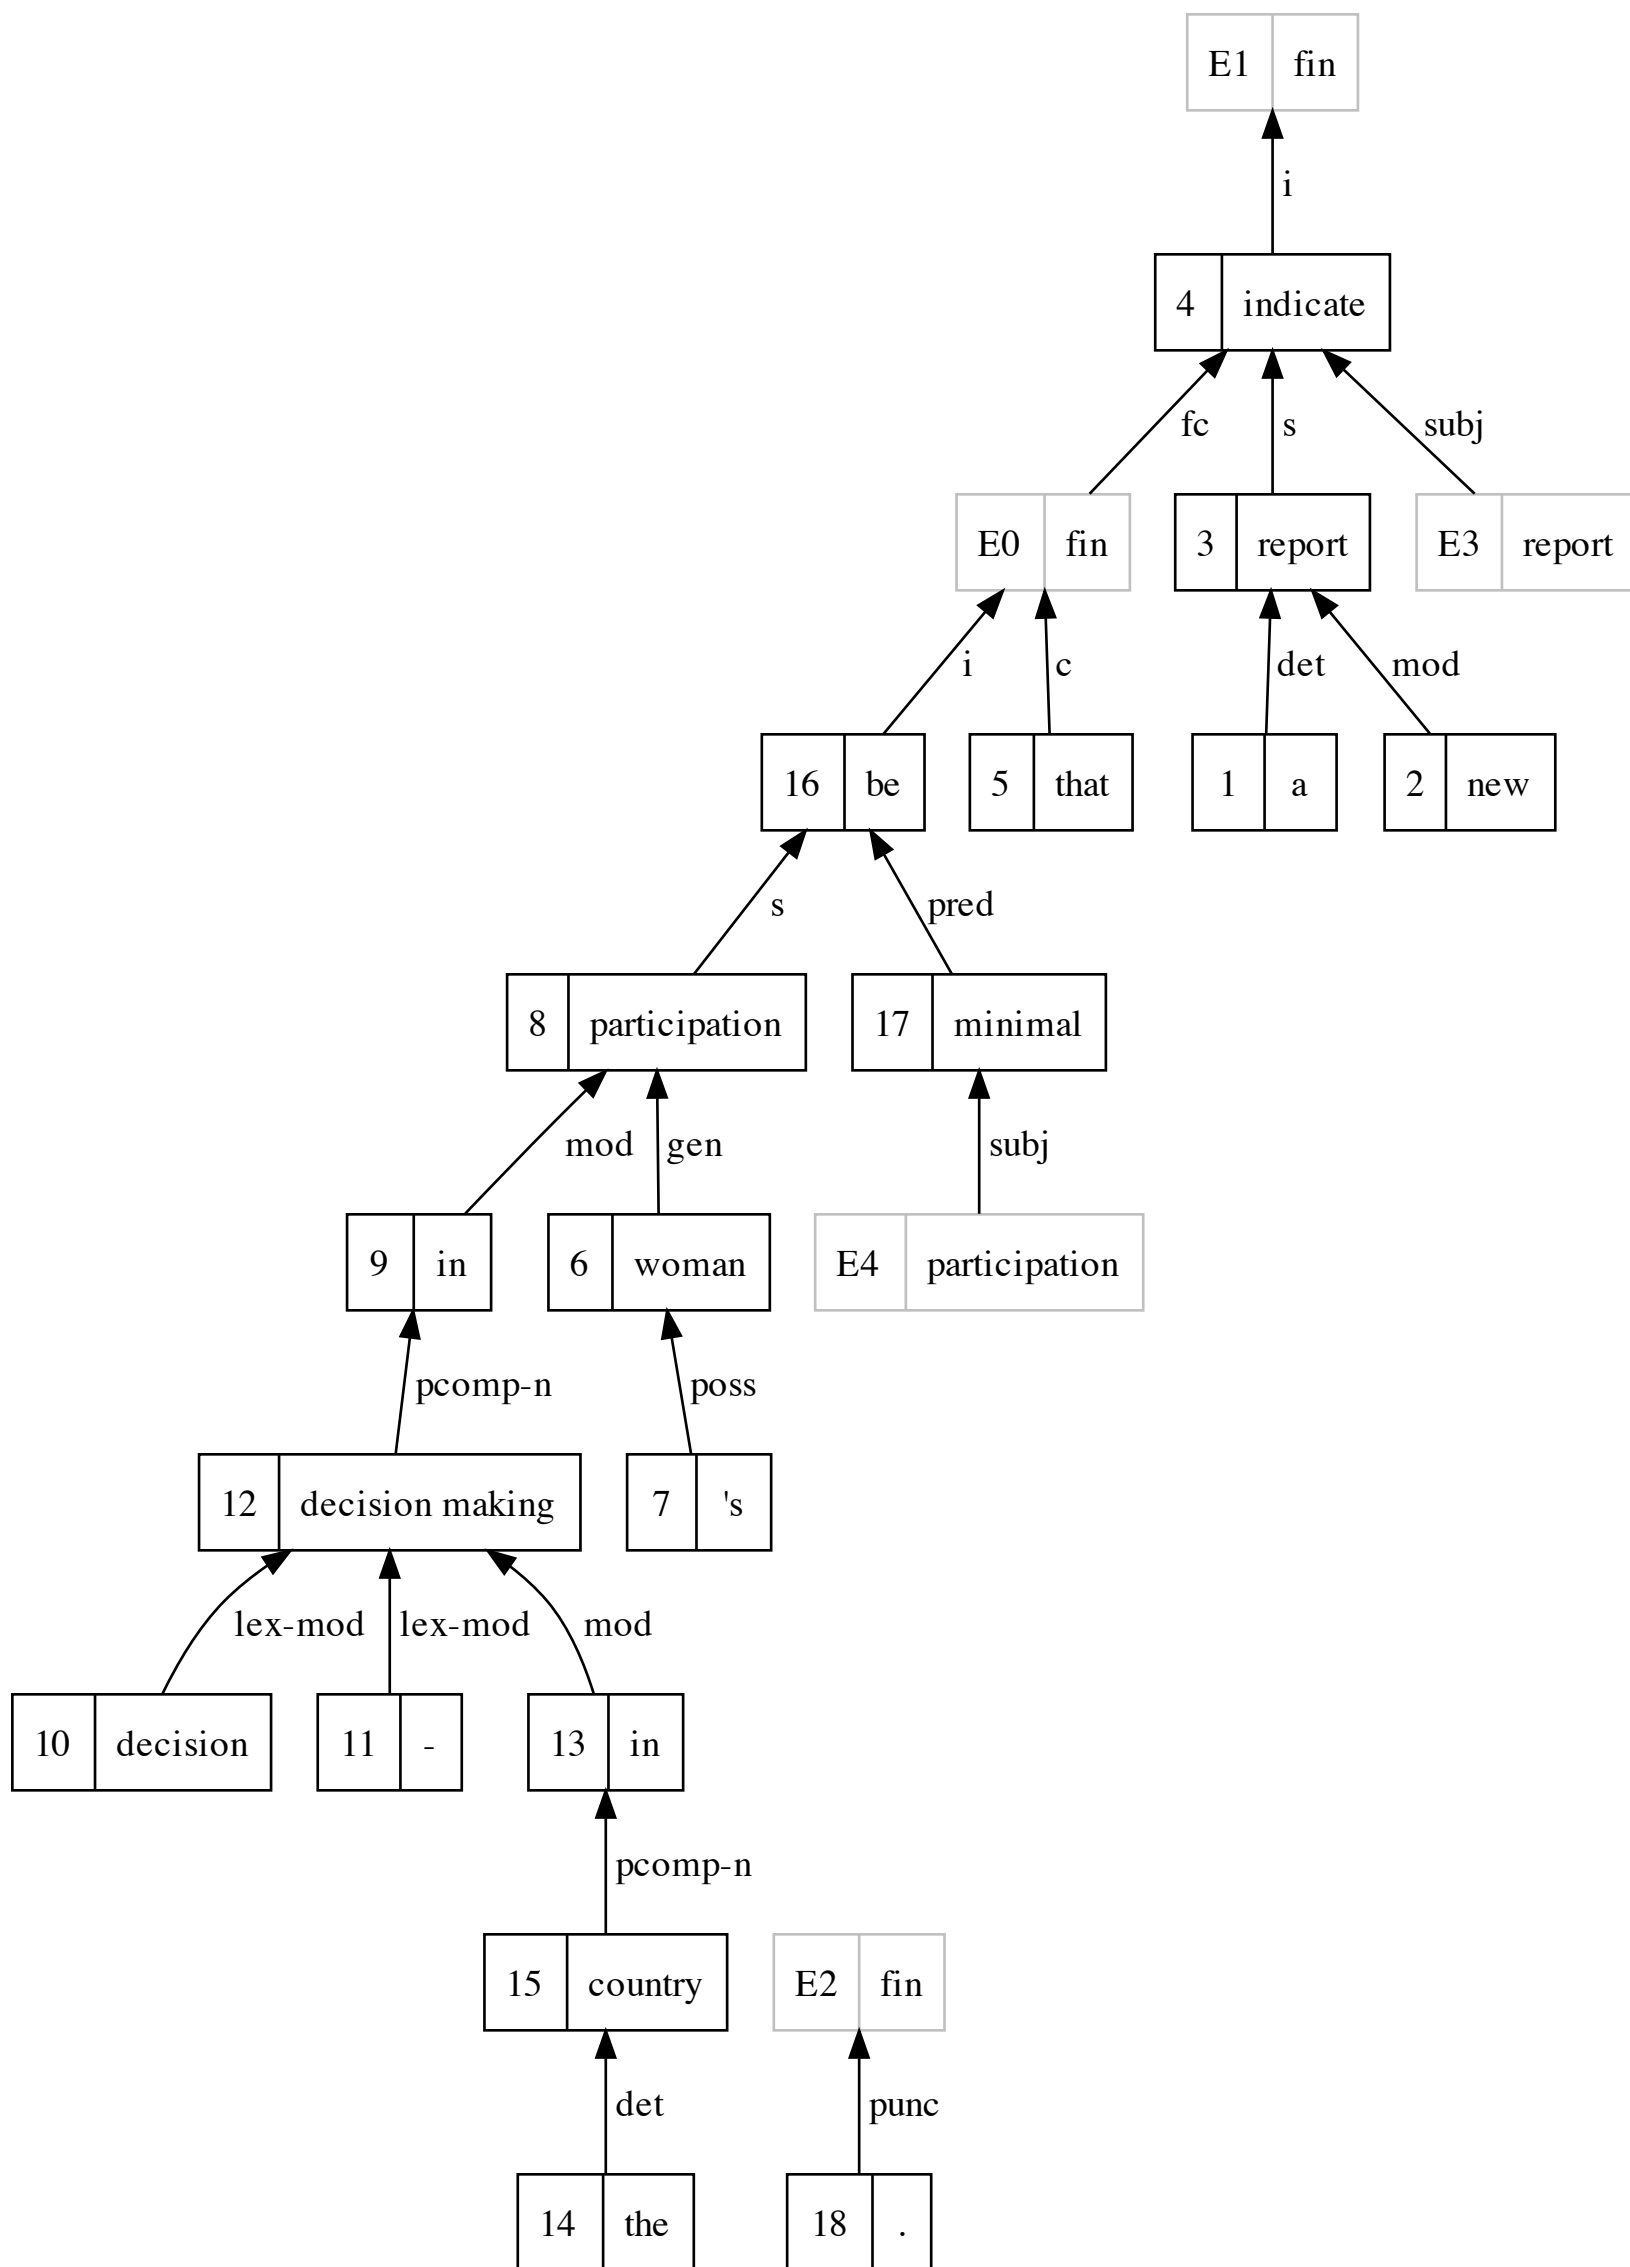 E1 fin
i
4 indicate
fc s subj
E0 fin 3 report E3 report
i c det mod
16 be 5 that 1 a 2 new
s pred
8 participation 17 minimal
mod gen subj
9 in 6 woman E4 participation
pcomp-n poss
12 decision making 7 's
lex-mod lex-mod mod
10 decision 11 - 13 in
pcomp-n
15 country E2 fin
det punc
14 the 18 .